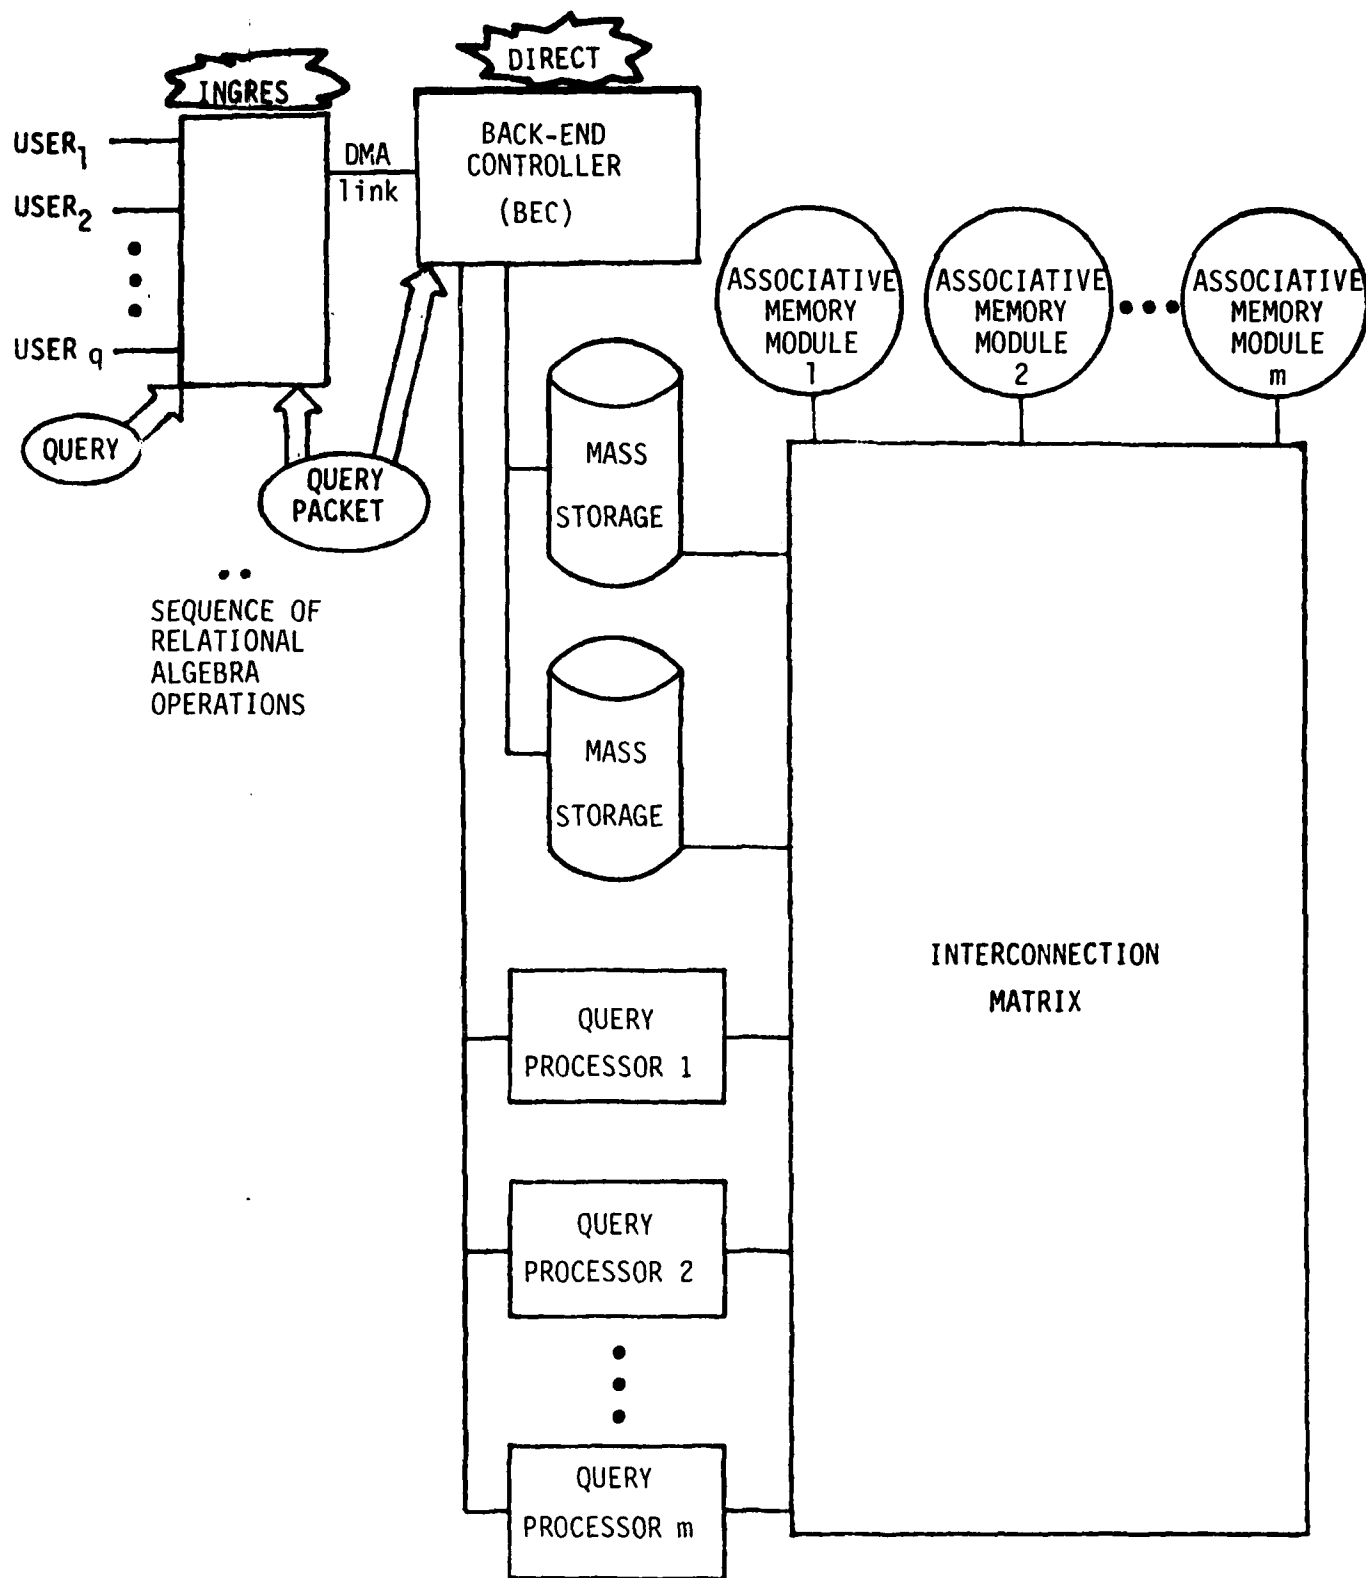 INGRES
DIRECT
USER1
USER2
USER q
DMA
link
BACK-END
CONTROLLER
(BEC)
QUERY
QUERY
PACKET
SEQUENCE OF
RELATIONAL
ALGEBRA
OPERATIONS
ASSOCIATIVE
MEMORY
MODULE
1
ASSOCIATIVE
MEMORY
MODULE
2
ASSOCIATIVE
MEMORY
MODULE
m
MASS
STORAGE
MASS
STORAGE
INTERCONNECTION
MATRIX
QUERY
PROCESSOR 1
QUERY
PROCESSOR 2
QUERY
PROCESSOR m